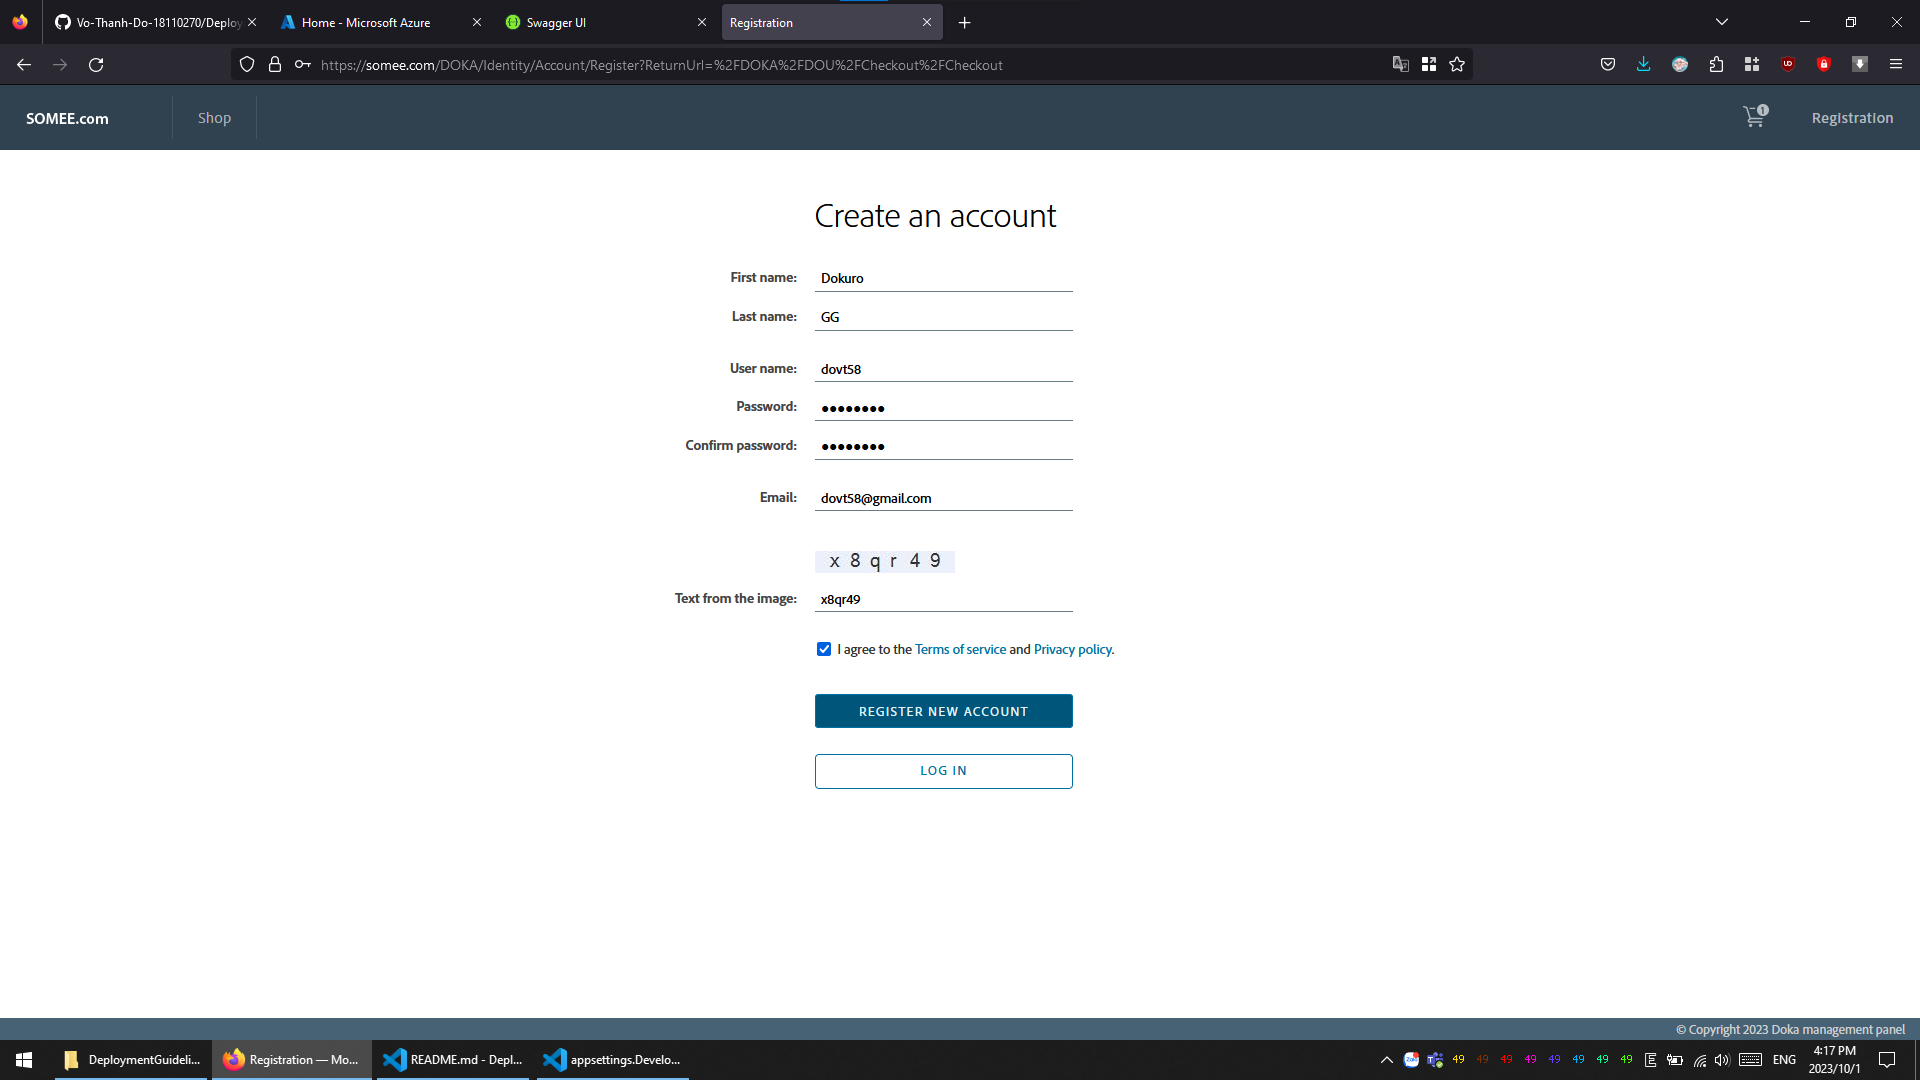 Vo-Thanh-Do-18110270/Deploy
Home - Microsoft Azure
Swagger UI
Registration
https://somee.com/DOKA/Identity/Account/Register?ReturnUrl=%2FDOKA%2FDOU%2FCheckout%2FCheckout
SOMEE.com
Shop
1
Registration
Create an account
First name:
Dokuro
Last name:
GG
User name:
dovt58
Password:
••••••••
Confirm password:
••••••••
Email:
dovt58@gmail.com
x 8 q r 4 9
Text from the image:
x8qr49
I agree to the Terms of service and Privacy policy.
REGISTER NEW ACCOUNT
LOG IN
© Copyright 2023 Doka management panel
DeploymentGuideli...
Registration — Mo...
README.md - Depl...
appsettings.Develo...
49 49 49 49 49 49 49 49
ENG
4:17 PM
2023/10/1